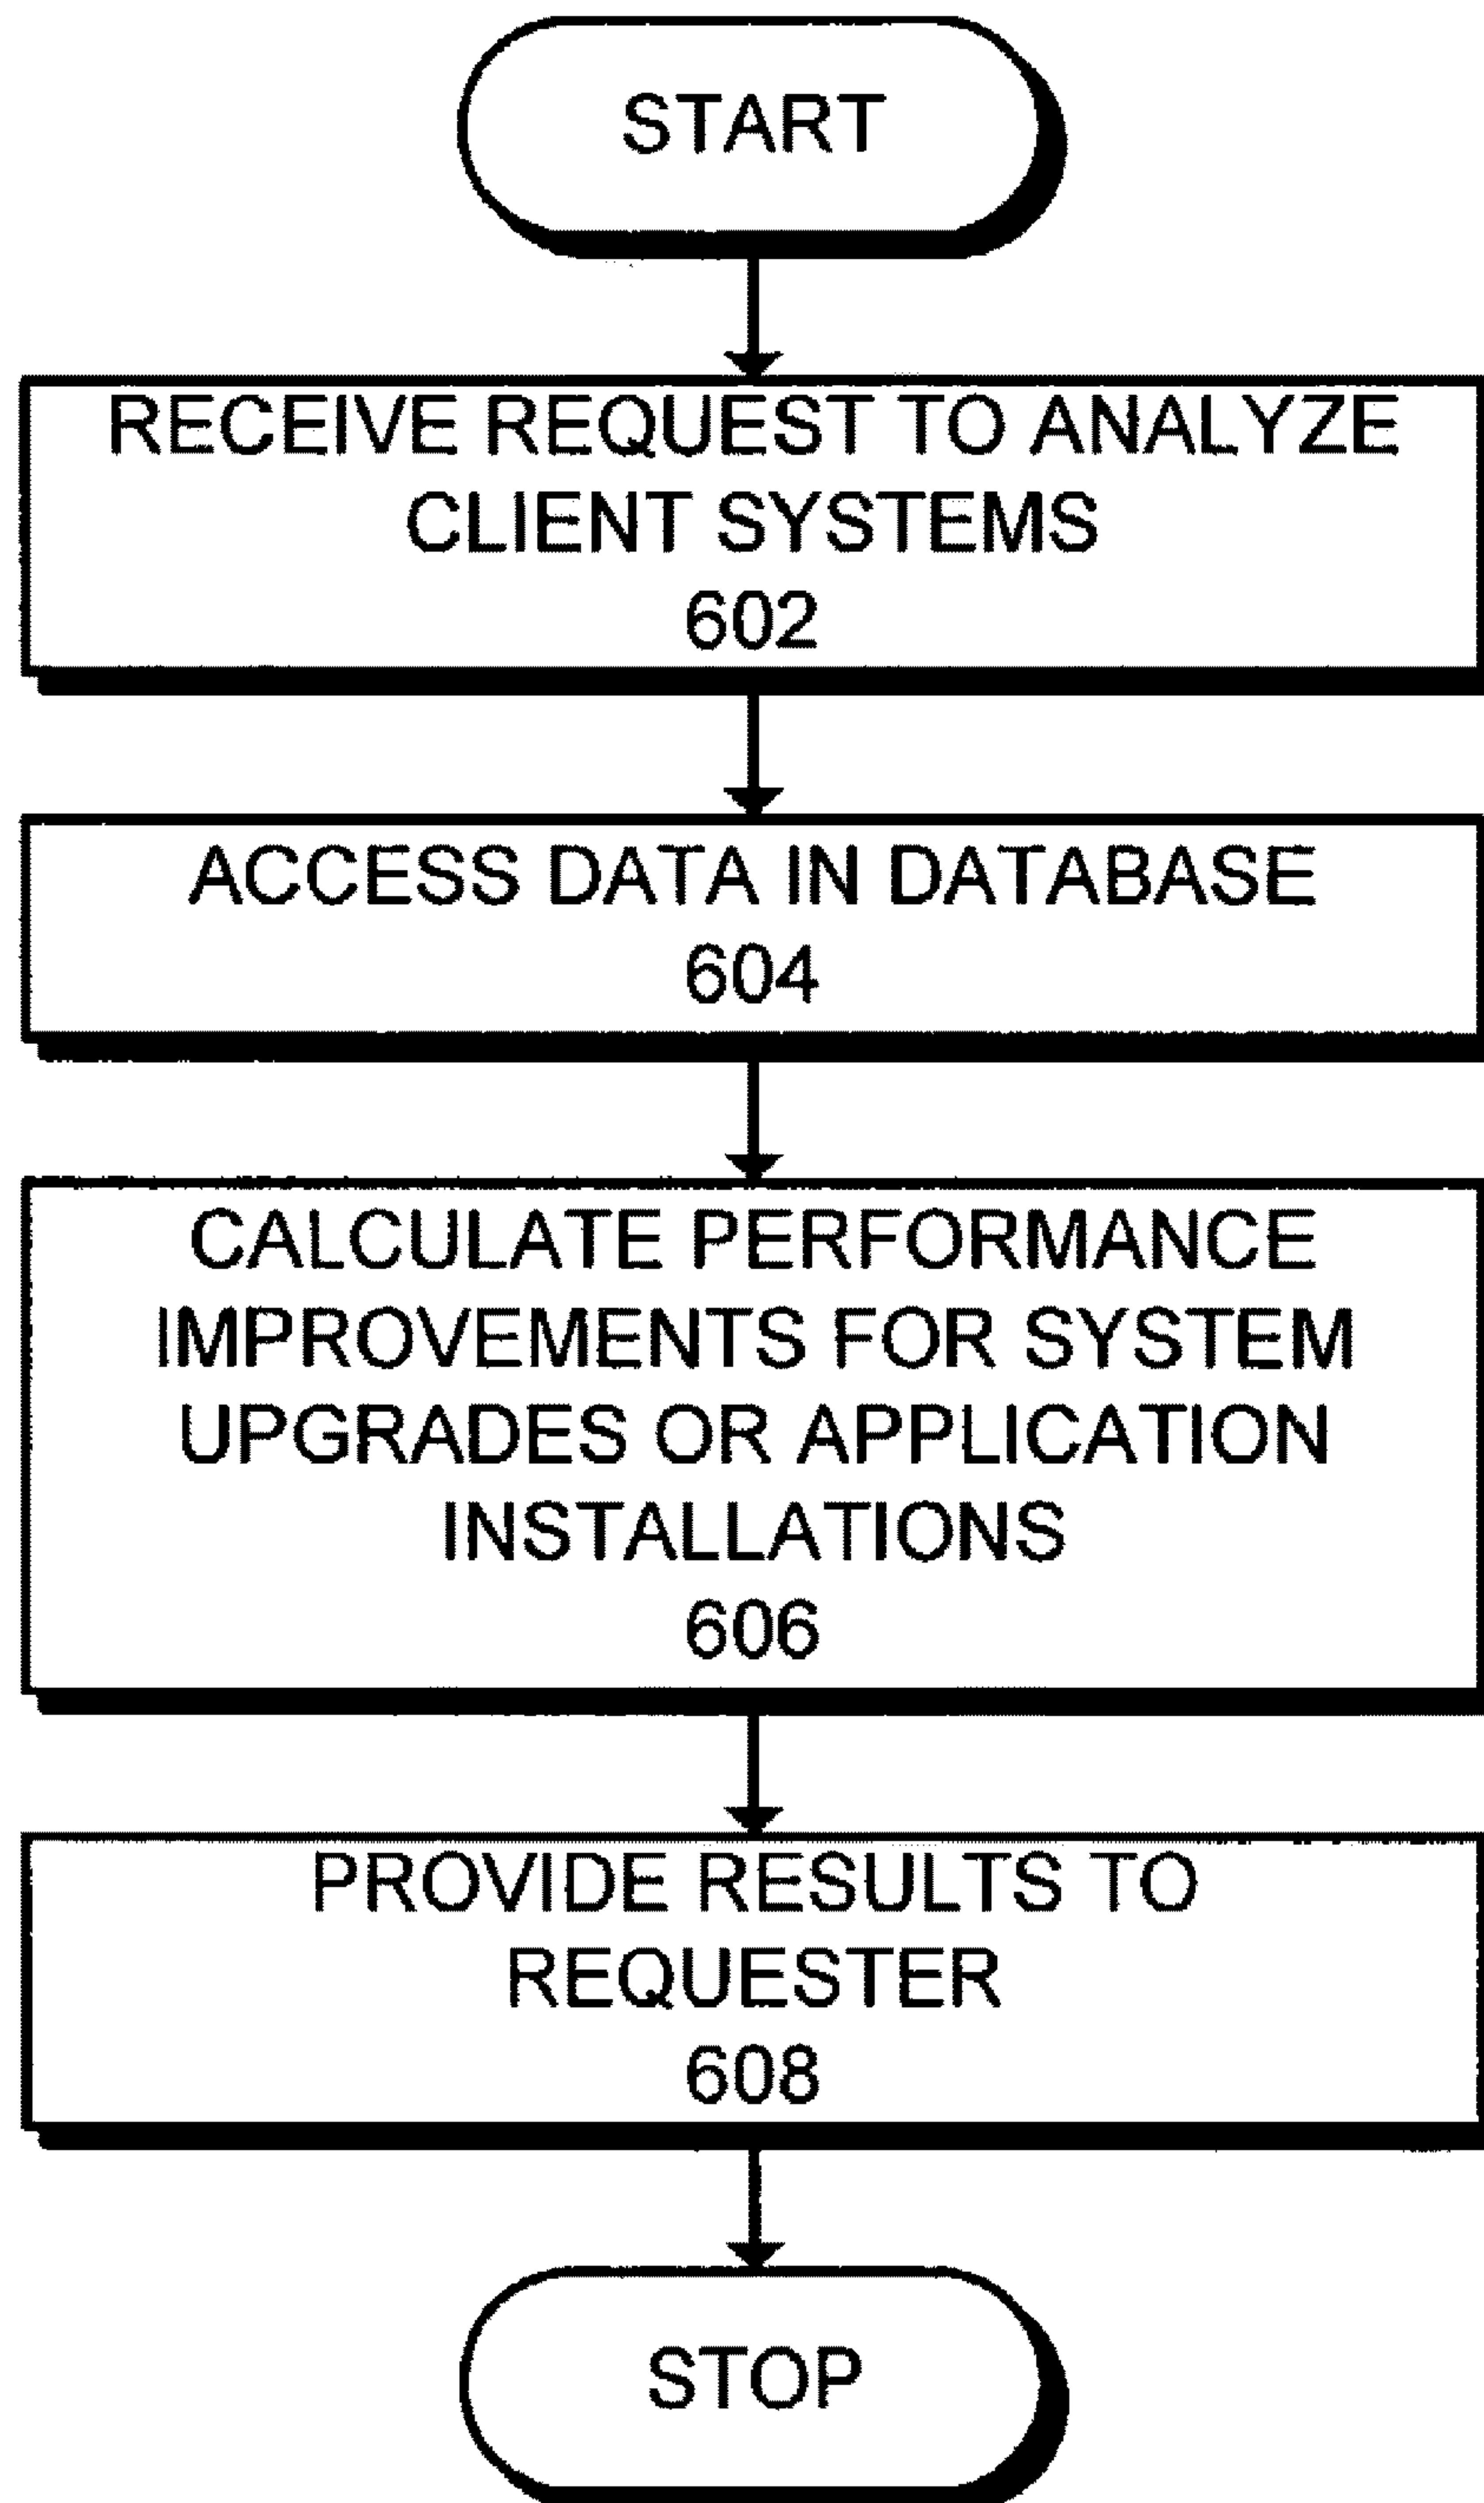 START
RECEIVE REQUEST TO ANALYZE
CLIENT SYSTEMS
602
ACCESS DATA IN DATABASE
604
CALCULATE PERFORMANCE
IMPROVEMENTS FOR SYSTEM
UPGRADES OR APPLICATION
INSTALLATIONS
606
PROVIDE RESULTS TO
REQUESTER
608
STOP